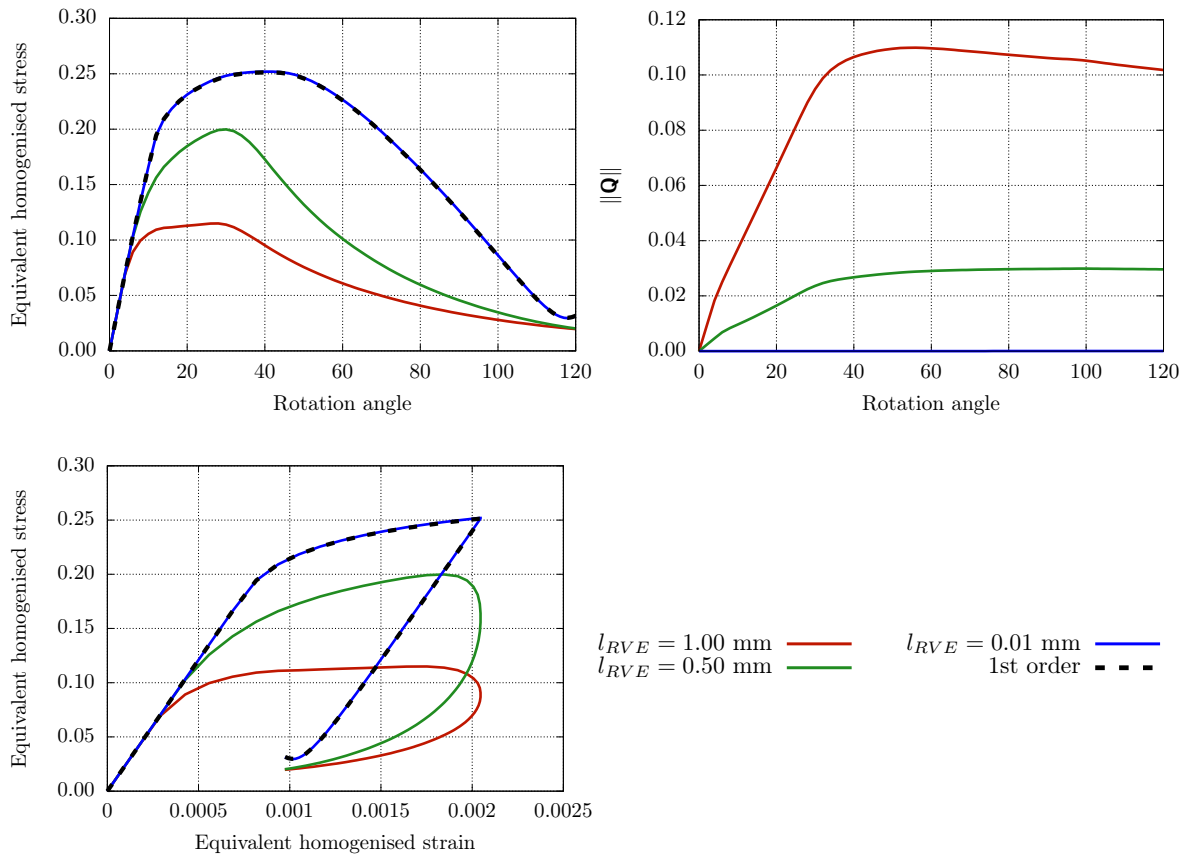 0.30
0.25
0.20
0.15
0.10
0.05
0.00
Equivalent homogenised stress
0 20 40 60 80 100 120
Rotation angle
0.12
0.10
0.08
0.06
0.04
0.02
0.00
||Q||
0 20 40 60 80 100 120
Rotation angle
0.30
0.25
0.20
0.15
0.10
0.05
0.00
Equivalent homogenised stress
0 0.0005 0.001 0.0015 0.002 0.0025
Equivalent homogenised strain
l_{RVE} = 1.00 mm
l_{RVE} = 0.50 mm
l_{RVE} = 0.01 mm
1st order